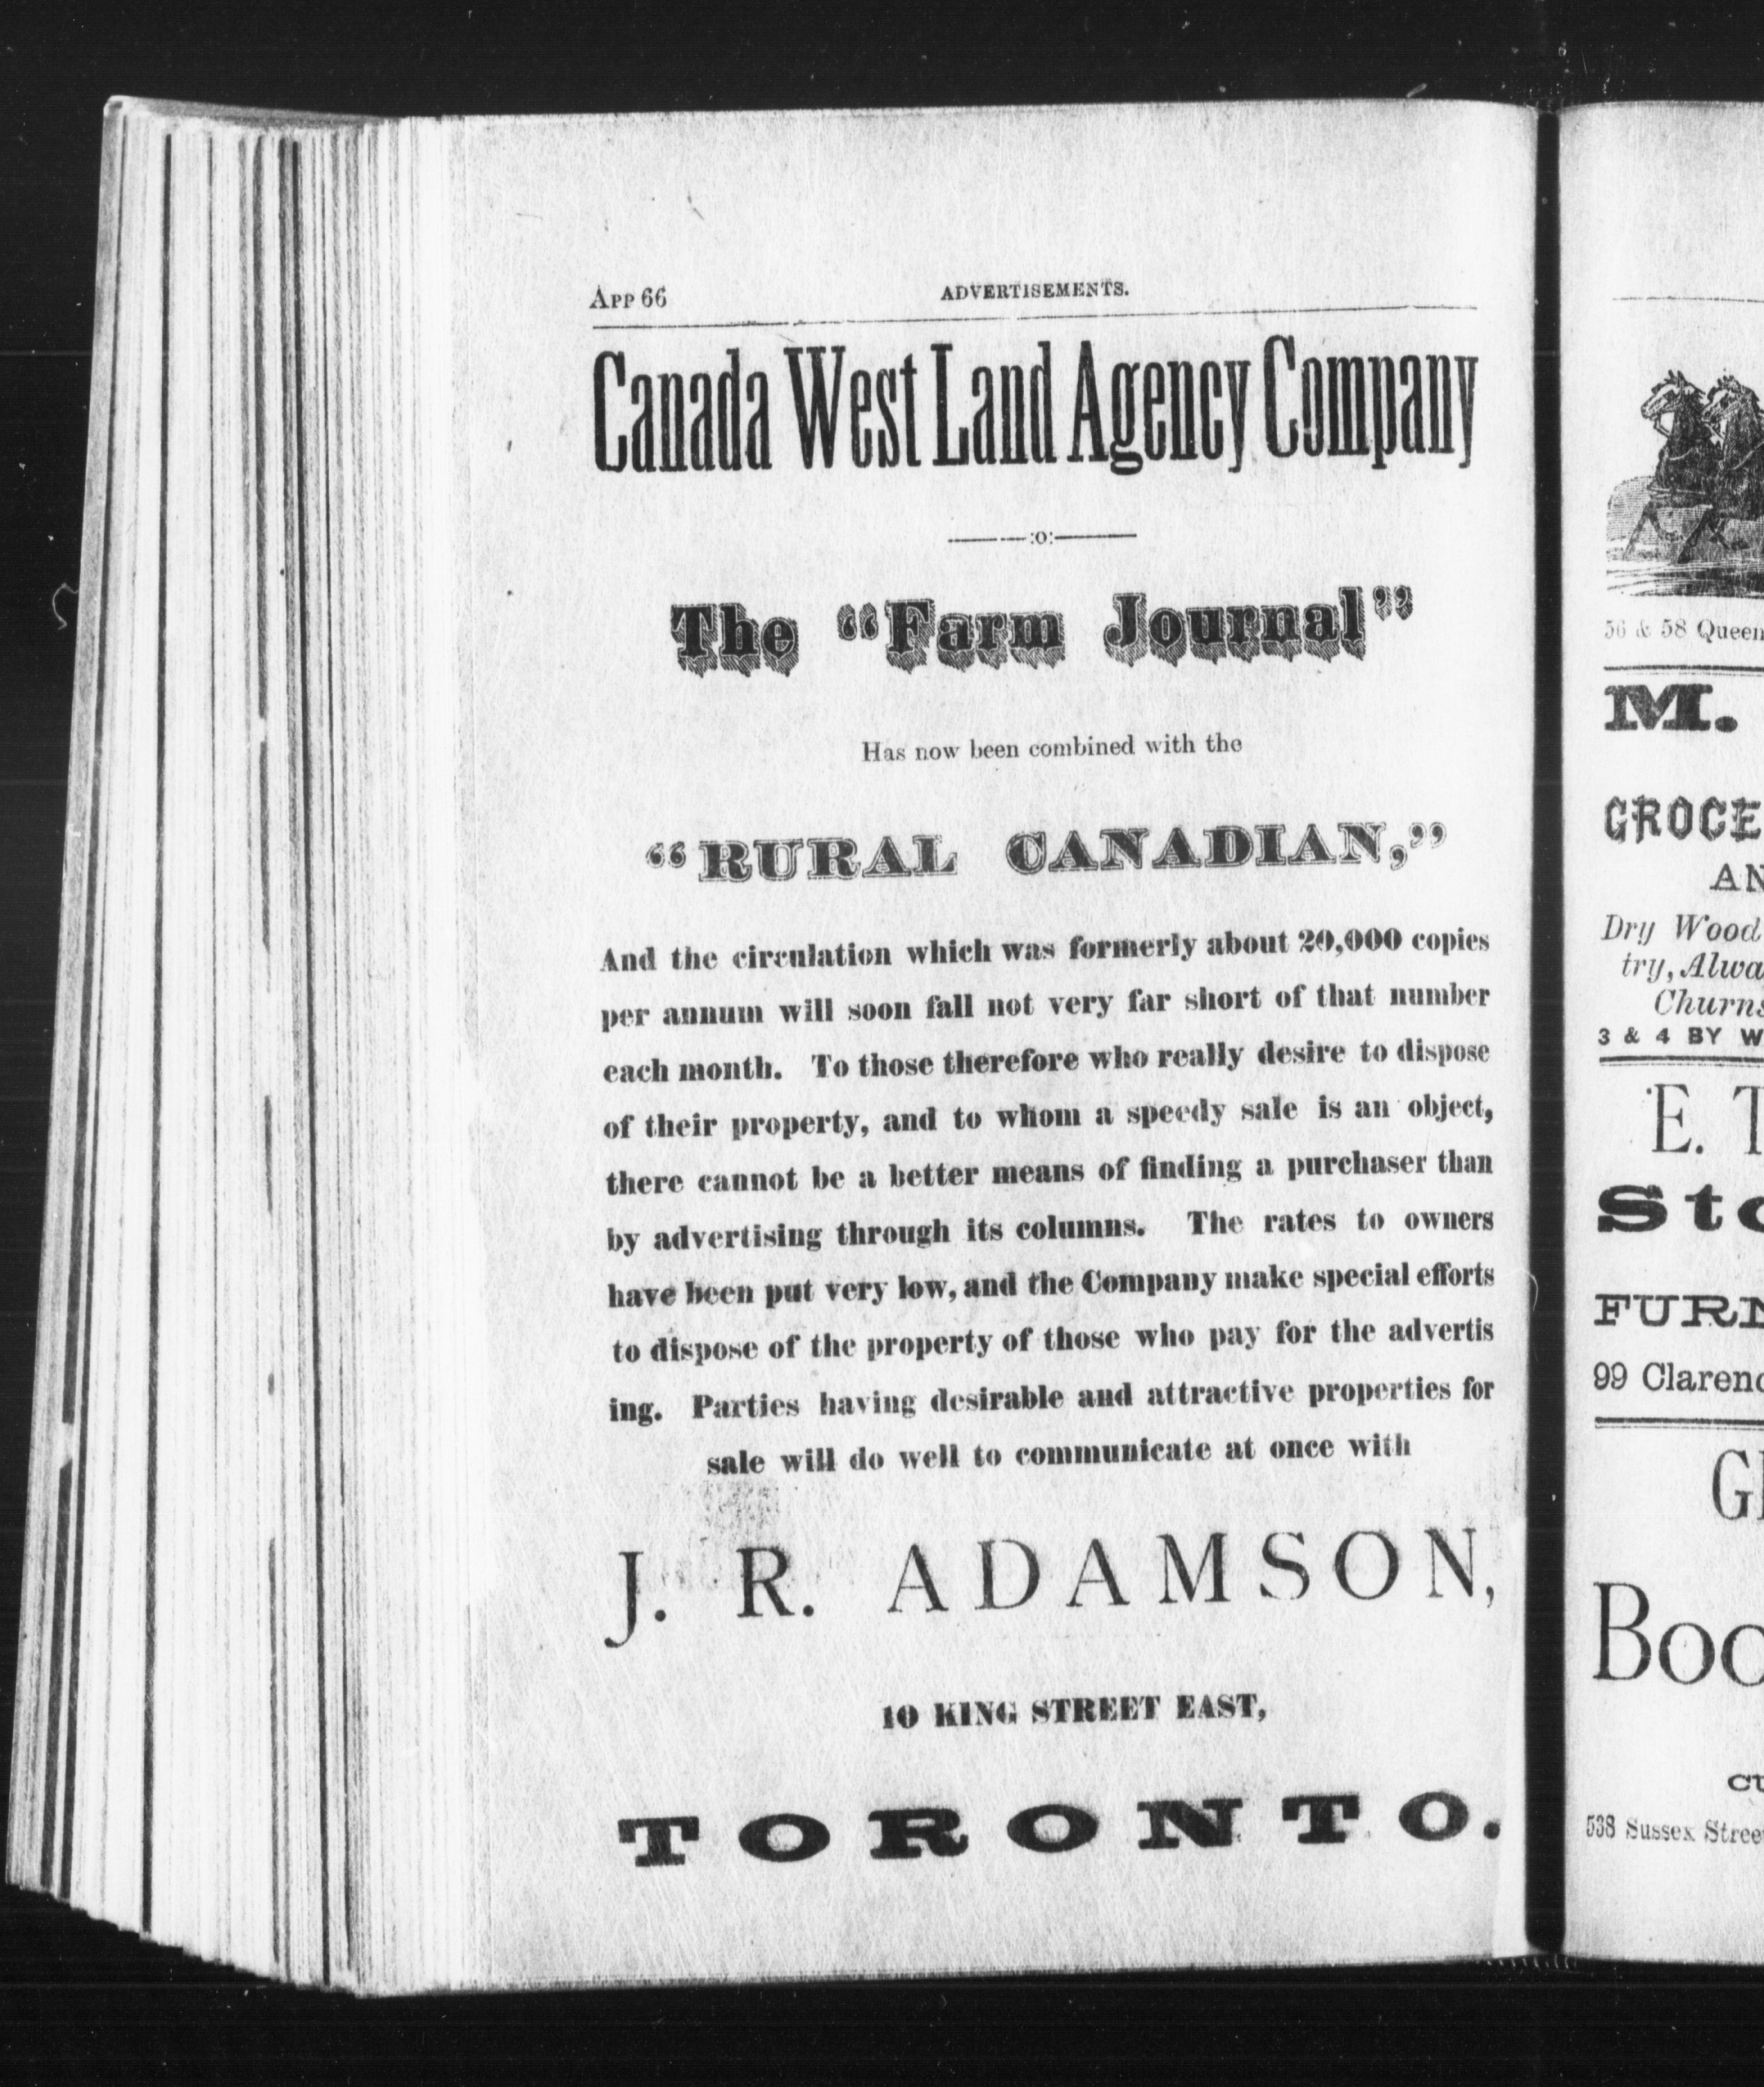 APP 66
ADVERTISEMENTS.
Canada West Land Agency Company
:o:
The "Farm Journal"
Has now been combined with the
"RURAL CANADIAN,"
And the circulation which was formerly about 20,000 copies
per annum will soon fall not very far short of that number
each month. To those therefore who really desire to dispose
of their property, and to whom a speedy sale is an object,
there cannot be a better means of finding a purchaser than
by advertising through its columns. The rates to owners
have been put very low, and the Company make special efforts
to dispose of the property of those who pay for the advertis
ing. Parties having desirable and attractive properties for
sale will do well to communicate at once with
J. R. ADAMSON,
10 KING STREET EAST,
TORONTO.
56 & 58 Queen
M.
GROCE
AN
Dry Wood
try, Alwa
Churns
3 & 4 BY W
E. T
Sto
FURN
99 Clarenc
Boo
CU
538 Sussex Street